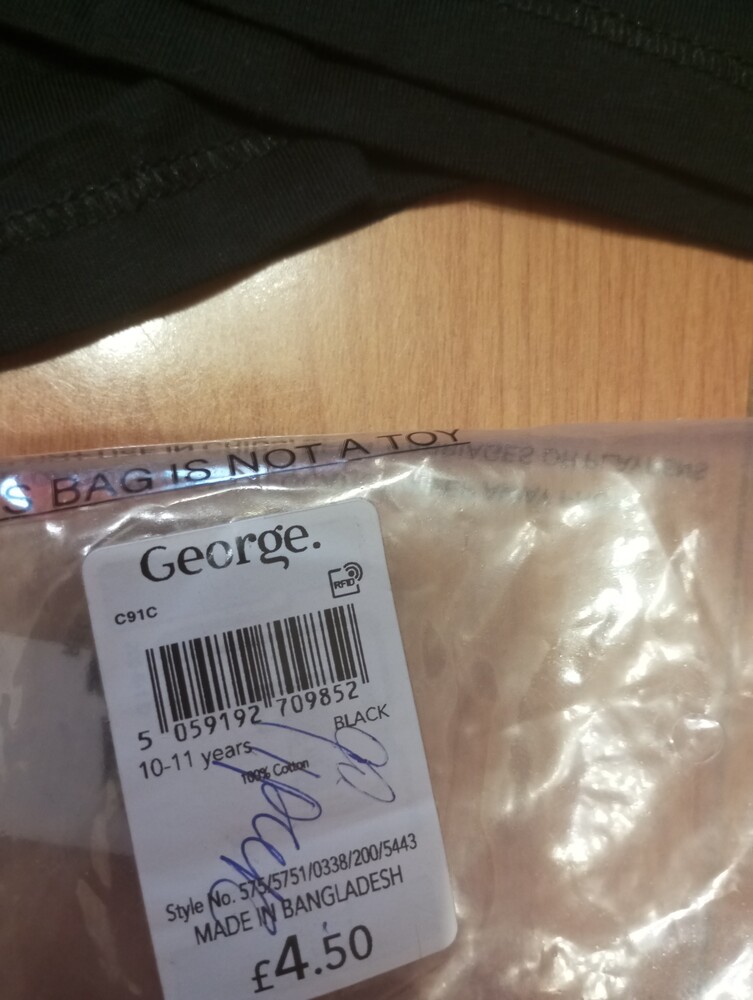 S BAG IS NOT A TOY
George.
RFID
C91C
5 059192 709852
BLACK
10-11 years
100% Cotton
Style No. 575/5751/0338/200/5443
MADE IN BANGLADESH
£4.50